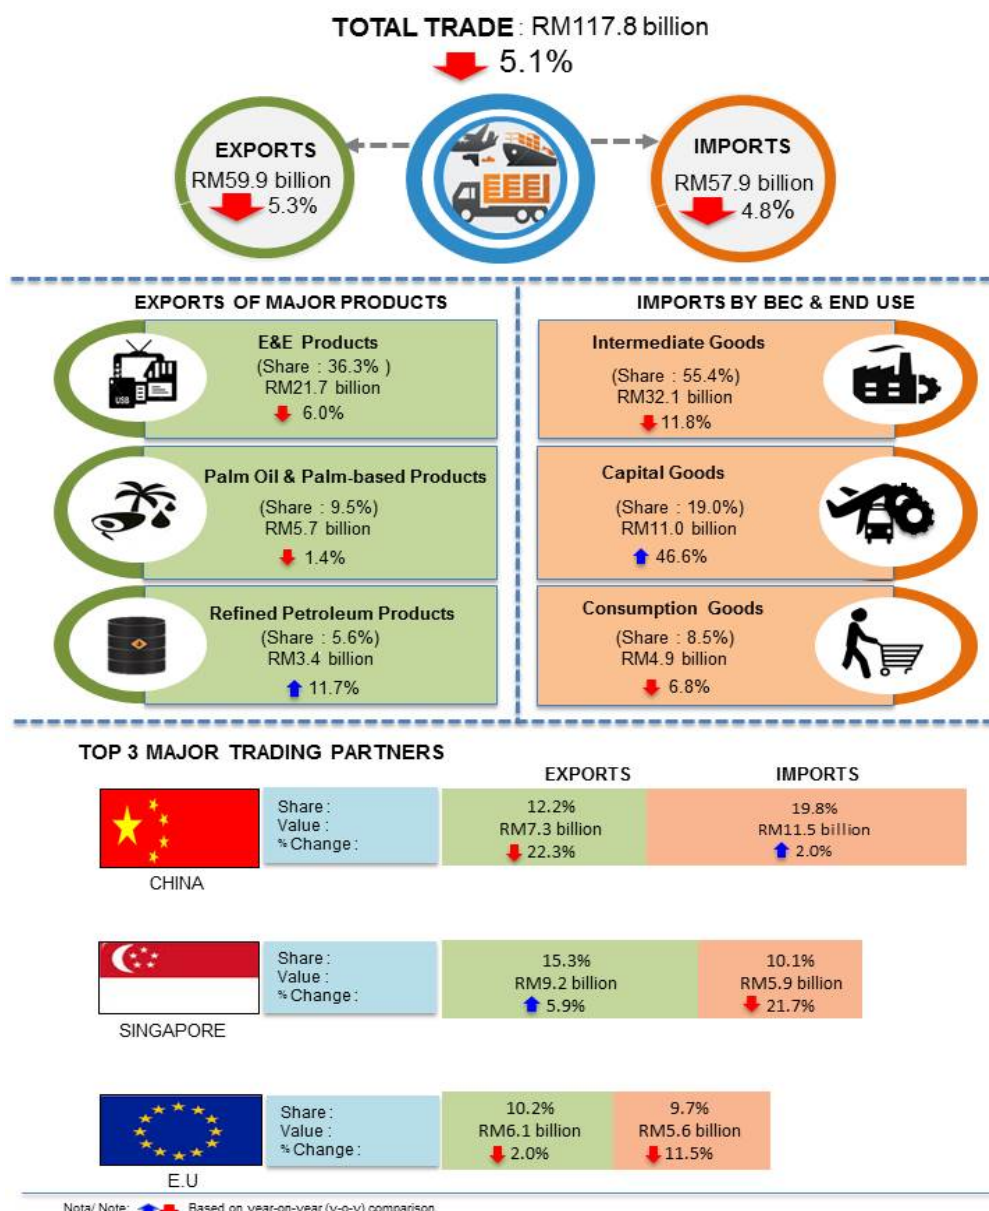 TOTAL TRADE : RM117.8 billion
5.1%
EXPORTS
RM59.9 billion
5.3%
IMPORTS
RM57.9 billion
4.8%
EXPORTS OF MAJOR PRODUCTS
E&E Products
(Share : 36.3% )
RM21.7 billion
6.0%
USB
Palm Oil & Palm-based Products
(Share : 9.5%)
RM5.7 billion
1.4%
Refined Petroleum Products
(Share : 5.6%)
RM3.4 billion
11.7%
IMPORTS BY BEC & END USE
Intermediate Goods
(Share : 55.4%)
RM32.1 billion
11.8%
Capital Goods
(Share : 19.0%)
RM11.0 billion
46.6%
Consumption Goods
(Share : 8.5%)
RM4.9 billion
6.8%
TOP 3 MAJOR TRADING PARTNERS
EXPORTS IMPORTS
Share : 12.2% 19.8%
Value : RM7.3 billion RM11.5 billion
% Change : 22.3% 2.0%
CHINA
Share : 15.3% 10.1%
Value : RM9.2 billion RM5.9 billion
% Change : 5.9% 21.7%
SINGAPORE
Share : 10.2% 9.7%
Value : RM6.1 billion RM5.6 billion
% Change : 2.0% 11.5%
E.U
Nota/ Note: Based on year-on-year (y-o-y) comparison